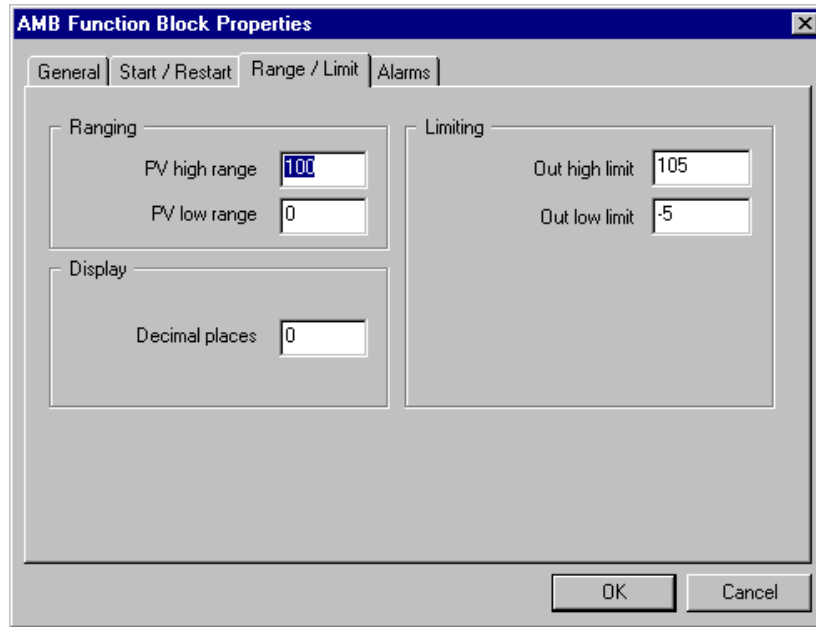 AMB Function Block Properties
General Start / Restart Range / Limit Alarms
Ranging
PV high range 100
PV low range 0
Display
Decimal places 0
Limiting
Out high limit 105
Out low limit -5
OK Cancel